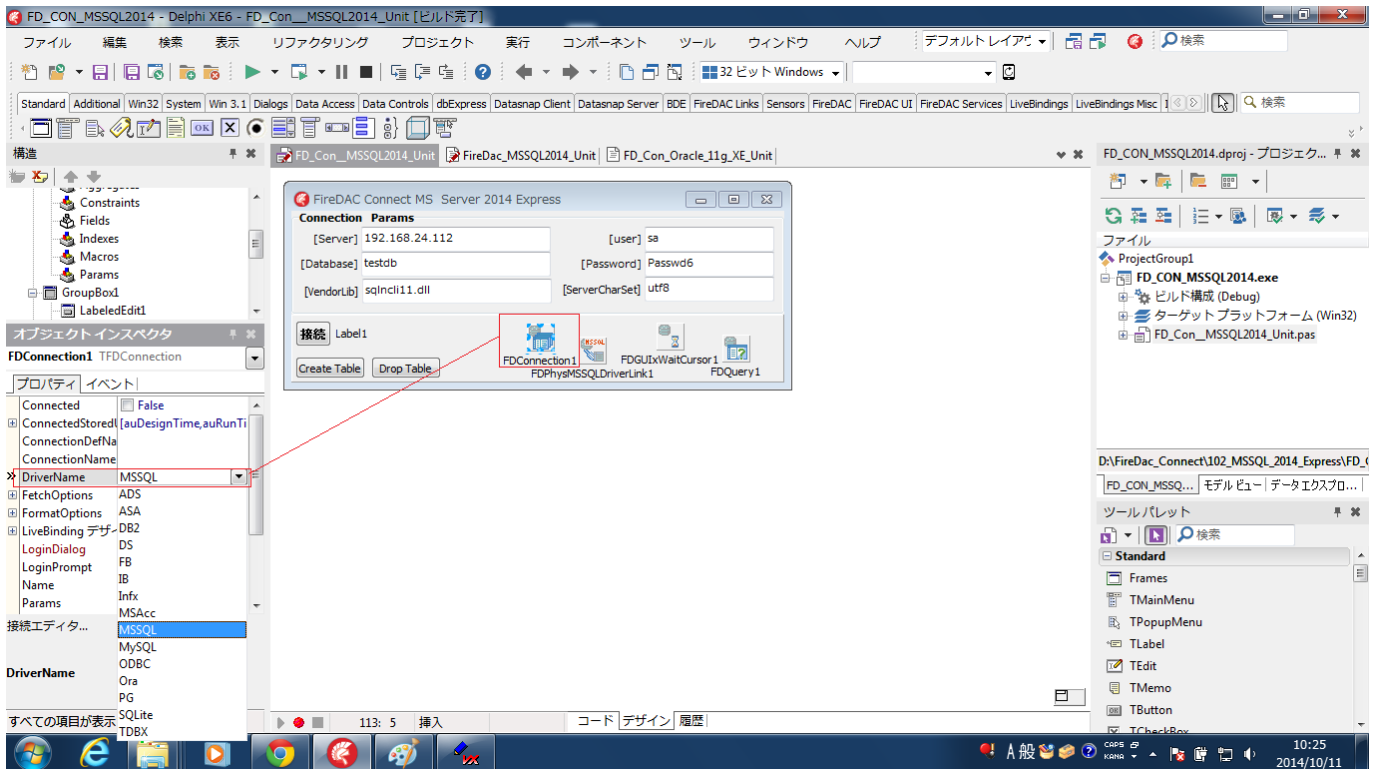 FD_CON_MSSQL2014 - Delphi XE6 - FD_Con__MSSQL2014_Unit [ビルド完了]
ファイル 編集 検索 表示 リファクタリング プロジェクト 実行 コンポーネント ツール ウィンドウ ヘルプ デフォルト レイアウ 検索
32 ビット Windows
Standard Additional Win32 System Win 3.1 Dialogs Data Access Data Controls dbExpress Datasnap Client Datasnap Server BDE FireDAC Links Sensors FireDAC FireDAC UI FireDAC Services LiveBindings LiveBindings Misc 検索
構造
FD_Con__MSSQL2014_Unit FireDac_MSSQL2014_Unit FD_Con_Oracle_11g_XE_Unit
Constraints
Fields
Indexes
Macros
Params
GroupBox1
LabeledEdit1
オブジェクト インスペクタ
FDConnection1 TFDConnection
プロパティ イベント
Connected False
ConnectedStoredU [auDesignTime,auRunTi
ConnectionDefNa
ConnectionName
DriverName MSSQL
FetchOptions
FormatOptions
LiveBinding デザー
LoginDialog
LoginPrompt
Name
Params
ADS
ASA
DB2
DS
FB
IB
Infx
MSAcc
MSSQL
MySQL
ODBC
Ora
PG
SQLite
TDBX
接続エディタ...
DriverName
すべての項目が表示
FireDAC Connect MS Server 2014 Express
Connection Params
[Server] 192.168.24.112 [user] sa
[Database] testdb [Password] Passwd6
[VendorLib] sqlncli11.dll [ServerCharSet] utf8
接続 Label1
Create Table Drop Table
FDConnection1
MSSQL
FDPhysMSSQLDriverLink1
FDGUIxWaitCursor1
FDQuery1
113: 5 挿入 コード デザイン 履歴
FD_CON_MSSQL2014.dproj - プロジェク...
ファイル
ProjectGroup1
FD_CON_MSSQL2014.exe
ビルド構成 (Debug)
ターゲット プラットフォーム (Win32)
FD_Con__MSSQL2014_Unit.pas
D:\FireDac_Connect\102_MSSQL_2014_Express\FD_
FD_CON_MSSQ... モデル ビュー データ エクスプロ...
ツール パレット
検索
Standard
Frames
TMainMenu
TPopupMenu
TLabel
TEdit
TMemo
TButton
TCheckBox
A 般 CAPS KANA 10:25
2014/10/11